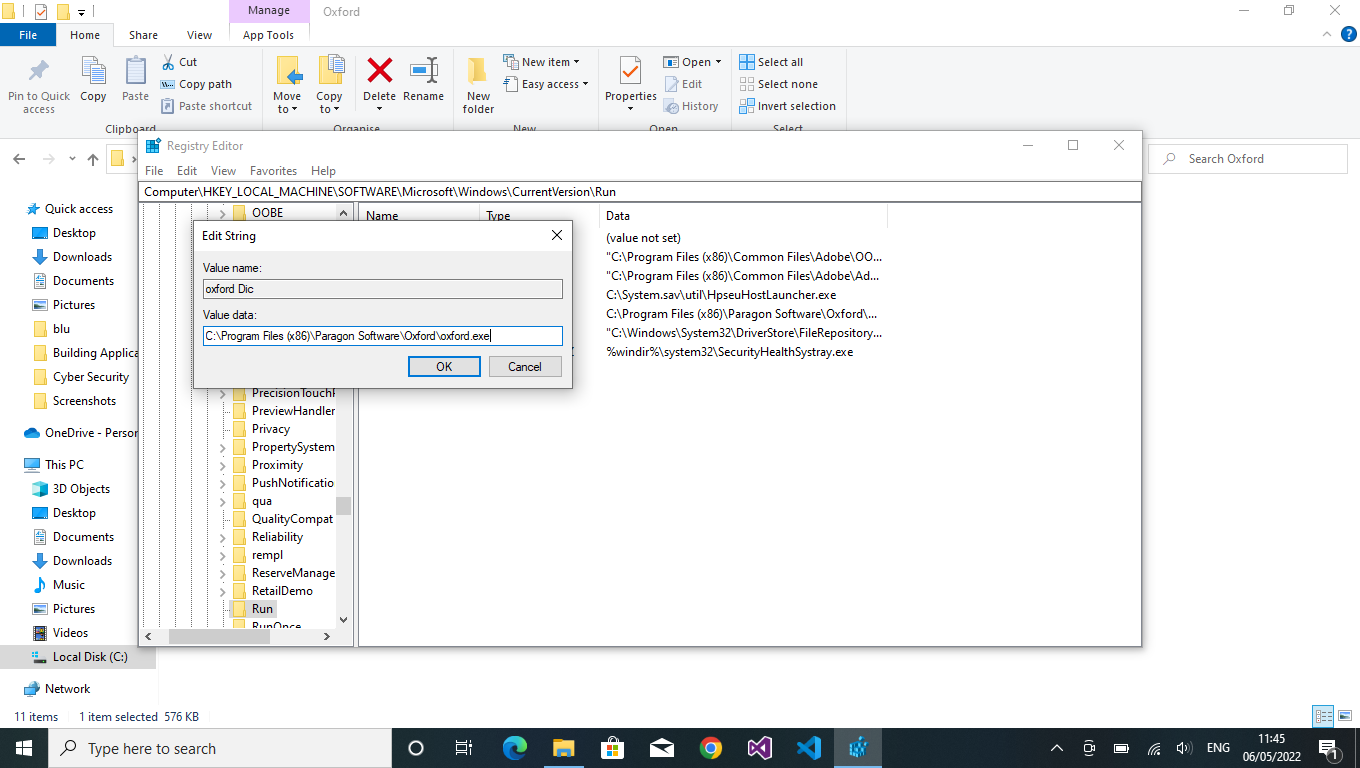 Manage
Oxford
File
Home
Share
View
App Tools
Pin to Quick access
Copy
Paste
Cut
Copy path
Paste shortcut
Clipboard
Move to
Copy to
Delete
Rename
Organise
New folder
New item
Easy access
New
Properties
Open
Edit
History
Open
Select all
Select none
Invert selection
Select
Search Oxford
Quick access
Desktop
Downloads
Documents
Pictures
blu
Building Applica
Cyber Security
Screenshots
OneDrive - Person
This PC
3D Objects
Desktop
Documents
Downloads
Music
Pictures
Videos
Local Disk (C:)
Network
Registry Editor
File Edit View Favorites Help
Computer\HKEY_LOCAL_MACHINE\SOFTWARE\Microsoft\Windows\CurrentVersion\Run
OOBE
PrecisionTouchP
PreviewHandler
Privacy
PropertySystem
Proximity
PushNotificatio
qua
QualityCompat
Reliability
rempl
ReserveManage
RetailDemo
Run
RunOnce
Name Type Data
(value not set)
"C:\Program Files (x86)\Common Files\Adobe\OO...
"C:\Program Files (x86)\Common Files\Adobe\Ad...
C:\System.sav\util\HpseuHostLauncher.exe
C:\Program Files (x86)\Paragon Software\Oxford\...
"C:\Windows\System32\DriverStore\FileRepository...
%windir%\system32\SecurityHealthSystray.exe
Edit String
Value name:
oxford Dic
Value data:
C:\Program Files (x86)\Paragon Software\Oxford\oxford.exe
OK Cancel
11 items 1 item selected 576 KB
Type here to search
ENG
11:45
06/05/2022
1